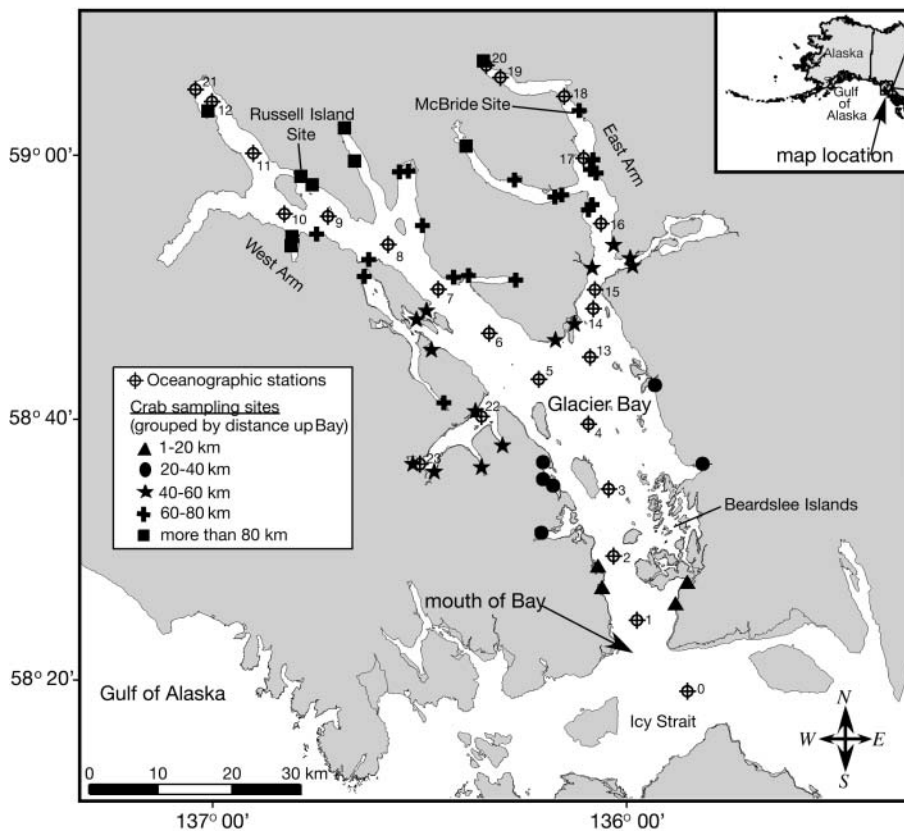 Alaska
Gulf
of
Alaska
map location
20
19
18
21
12
Russell Island
Site
McBride Site
59° 00’
17
11
East Arm
16
10
9
8
West Arm
15
7
14
6
13
Oceanographic stations
Crab sampling sites
(grouped by distance up Bay)
1-20 km
20-40 km
40-60 km
60-80 km
more than 80 km
5
58° 40’
22
Glacier Bay
4
23
3
Beardslee Islands
2
mouth of Bay
1
58° 20’
Gulf of Alaska
0
Icy Strait
N
W
E
S
0 10 20 30 km
137° 00’
136° 00’